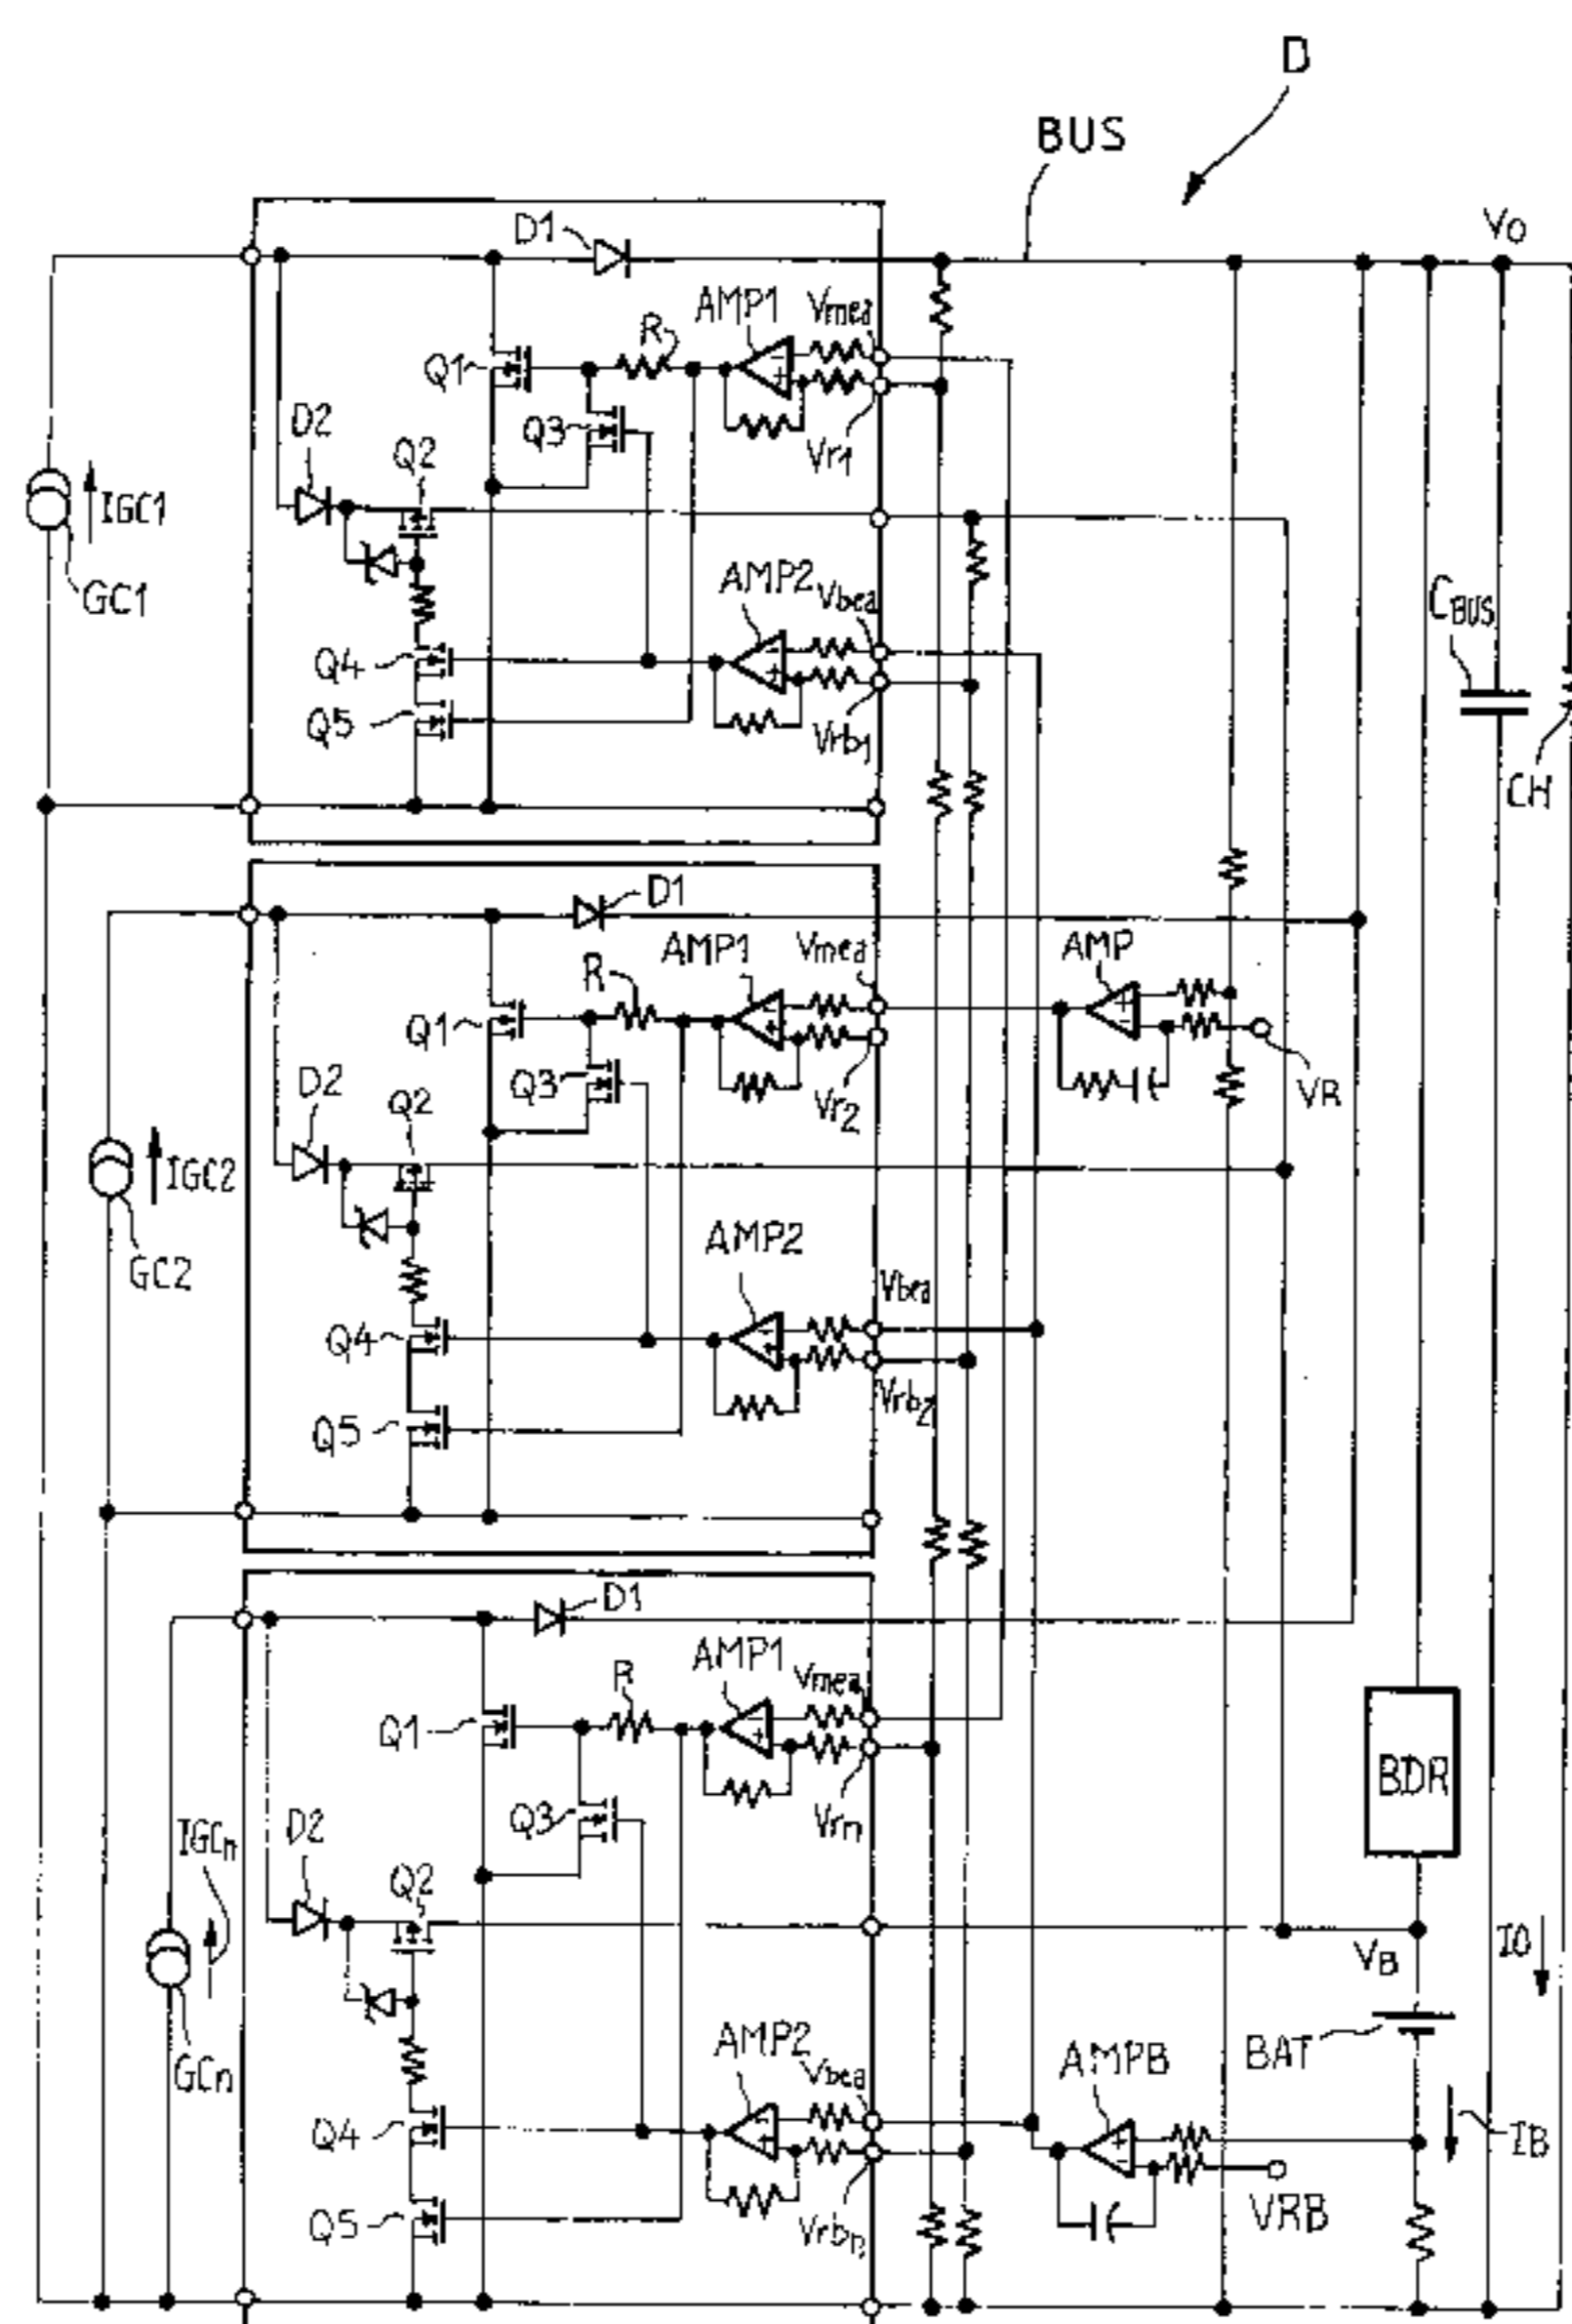 D
BUS
V0
D1
AMP1
Vmea
R
Q1
Q3
Vr1
D2
Q2
IGC1
GC1
AMP2
Vbea
CBUS
Q4
Q5
Vrb1
CH
D1
AMP1
Vmea
AMP
R
Q1
Q3
Vr2
VR
D2
Q2
IGC2
GC2
AMP2
Vbea
Q4
Vrb2
Q5
D1
AMP1
Vmea
R
Q1
BDR
Q3
Vrn
IGCn
D2
Q2
VB
I0
GCn
AMP2
Vbea
AMPB
BAT
Q4
IB
VRB
Q5
Vrbn